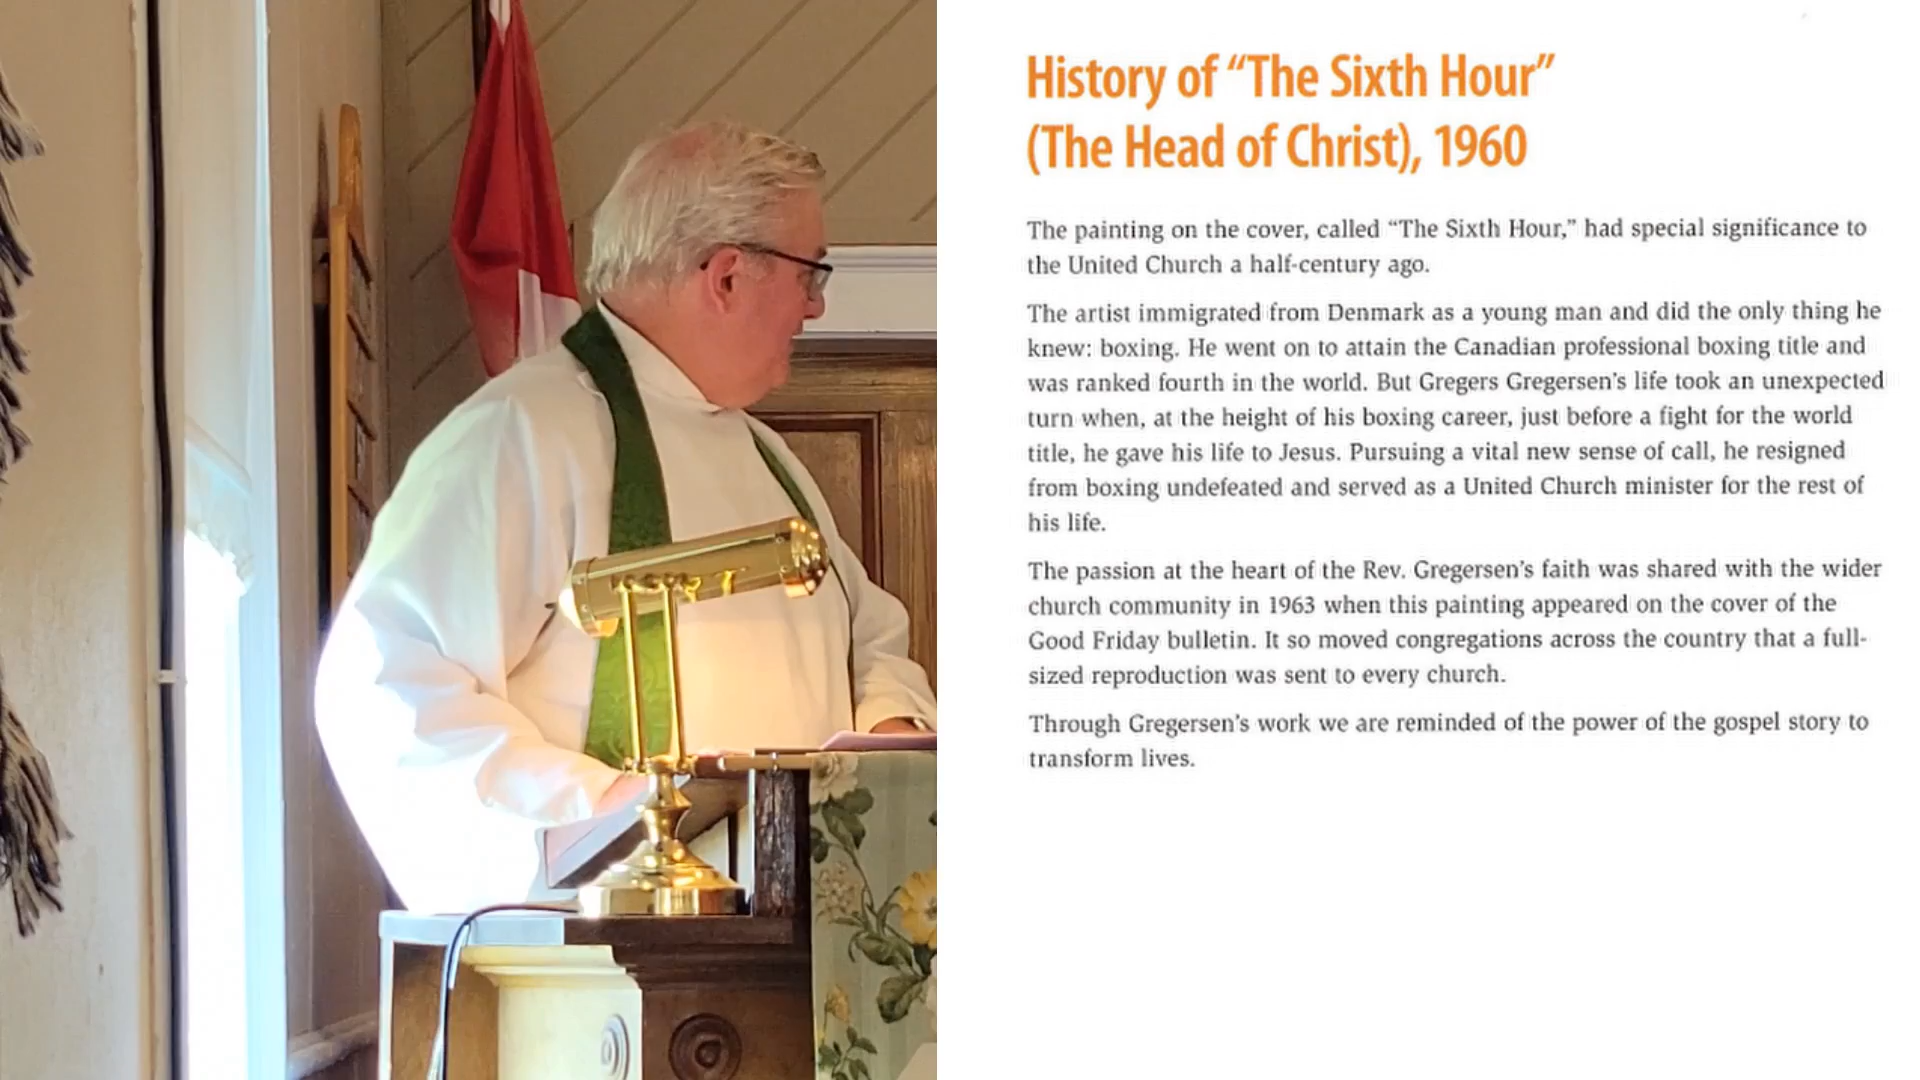 History of “The Sixth Hour”
(The Head of Christ), 1960
The painting on the cover, called “The Sixth Hour,” had special significance to
the United Church a half-century ago.
The artist immigrated from Denmark as a young man and did the only thing he
knew: boxing. He went on to attain the Canadian professional boxing title and
was ranked fourth in the world. But Gregers Gregersen’s life took an unexpected
turn when, at the height of his boxing career, just before a fight for the world
title, he gave his life to Jesus. Pursuing a vital new sense of call, he resigned
from boxing undefeated and served as a United Church minister for the rest of
his life.
The passion at the heart of the Rev. Gregersen’s faith was shared with the wider
church community in 1963 when this painting appeared on the cover of the
Good Friday bulletin. It so moved congregations across the country that a full-
sized reproduction was sent to every church.
Through Gregersen’s work we are reminded of the power of the gospel story to
transform lives.